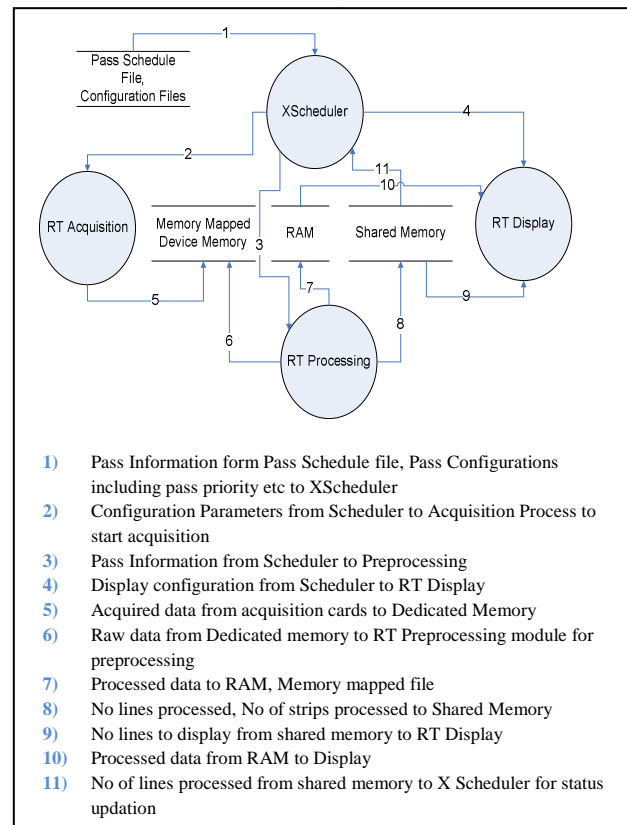 1
Pass Schedule
File,
Configuration Files
XScheduler
4
2
11
10
RT Acquisition
Memory Mapped
Device Memory
3
RAM
Shared Memory
RT Display
7
5
9
6
8
RT Processing
1) Pass Information form Pass Schedule file, Pass Configurations
including pass priority etc to XScheduler
2) Configuration Parameters from Scheduler to Acquisition Process to
start acquisition
3) Pass Information from Scheduler to Preprocessing
4) Display configuration from Scheduler to RT Display
5) Acquired data from acquisition cards to Dedicated Memory
6) Raw data from Dedicated memory to RT Preprocessing module for
preprocessing
7) Processed data to RAM, Memory mapped file
8) No lines processed, No of strips processed to Shared Memory
9) No lines to display from shared memory to RT Display
10) Processed data from RAM to Display
11) No of lines processed from shared memory to X Scheduler for status
updation